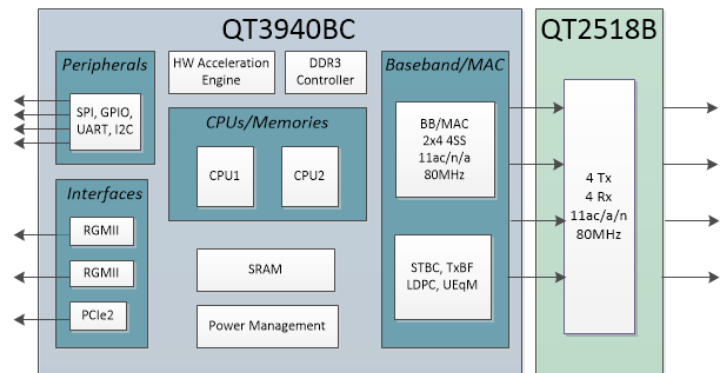 QT3940BC
QT2518B
Peripherals
SPI, GPIO,
UART, I2C
HW Acceleration
Engine
DDR3
Controller
CPUs/Memories
CPU1
CPU2
Baseband/MAC
BB/MAC
2x4 4SS
11ac/n/a
80MHz
4 Tx
4 Rx
11ac/a/n
80MHz
Interfaces
RGMII
RGMII
PCIe2
SRAM
Power Management
STBC, TxBF
LDPC, UEqM